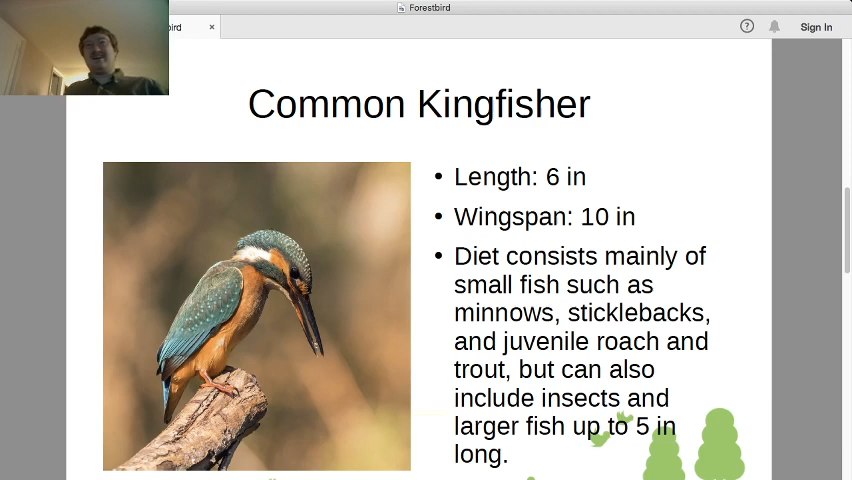 Forestbird
bird ×
? Sign In
Common Kingfisher
• Length: 6 in
• Wingspan: 10 in
• Diet consists mainly of
small fish such as
minnows, sticklebacks,
and juvenile roach and
trout, but can also
include insects and
larger fish up to 5 in
long.